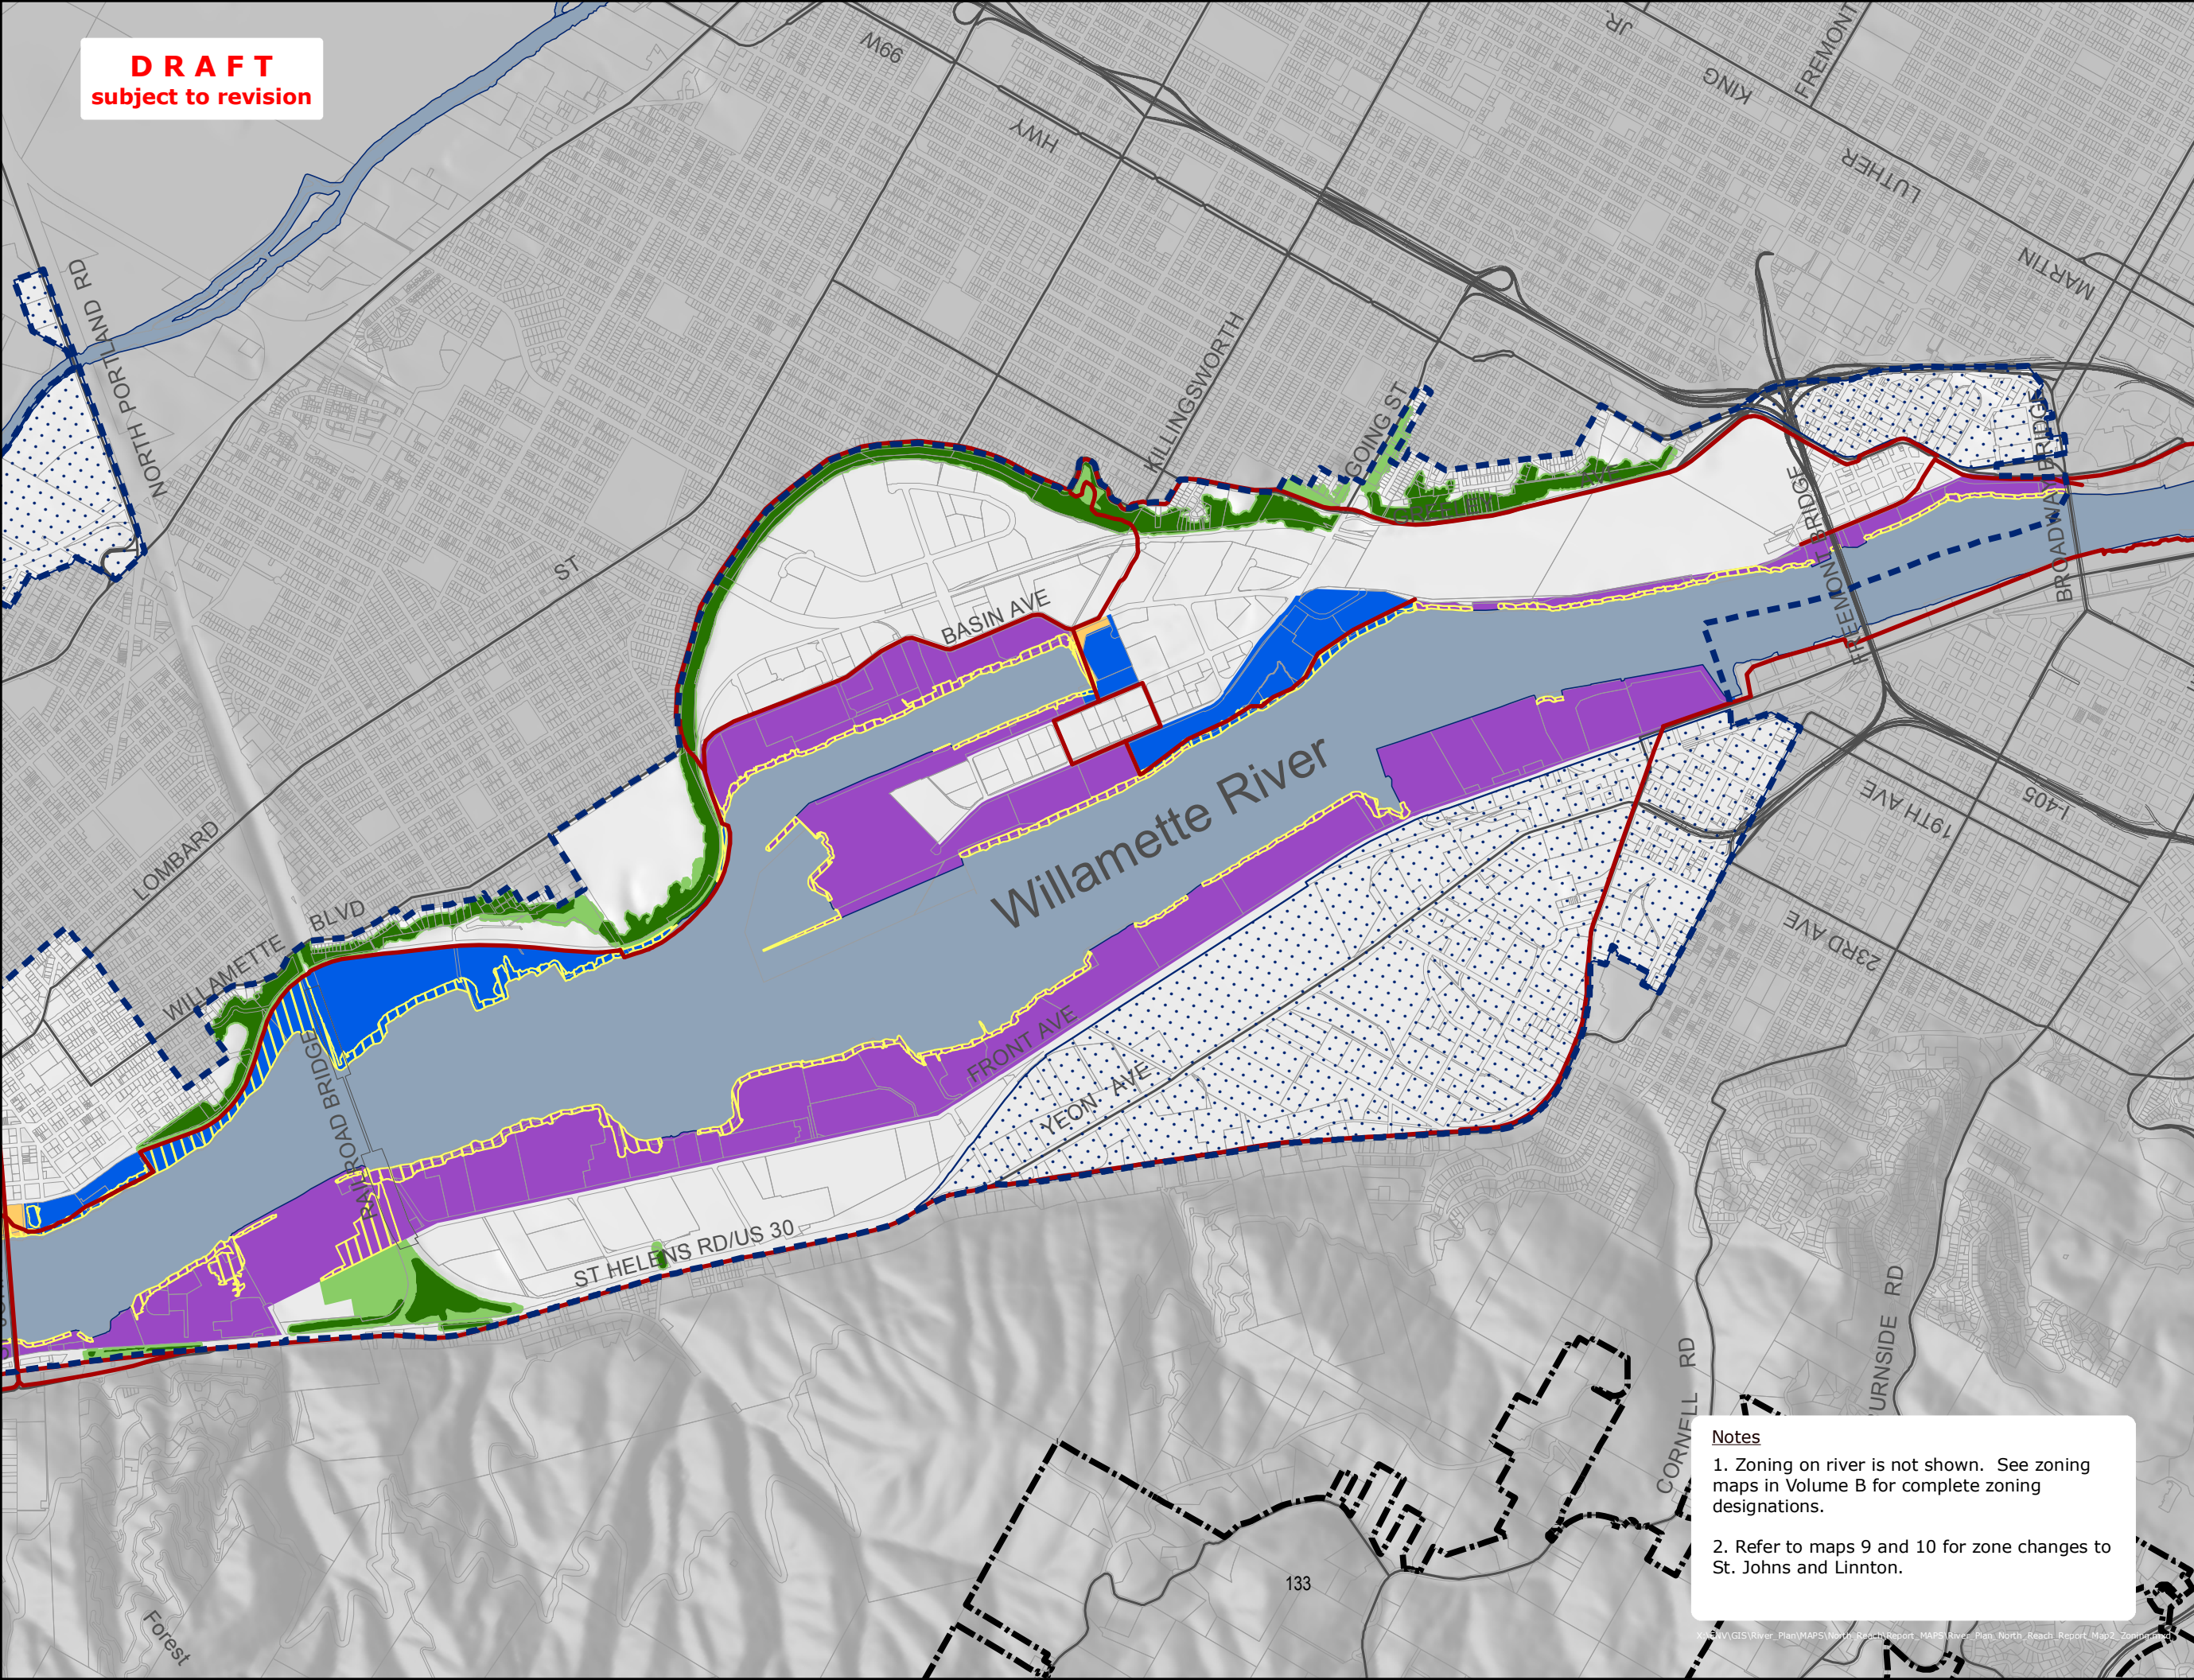 D R A F T
subject to revision
99W
HWY
JR.
KING
FREMONT
LUTHER
MARTIN
NORTH PORTLAND RD
KILLINGSWORTH
GOING ST
ST
LOMBARD
BASIN AVE
FREEMONT BRIDGE
BROADWAY BRIDGE
Willamette River
WILLAMETTE
BLVD
RAILROAD BRIDGE
FRONT AVE
YEON AVE
ST HELENS RD/US 30
19TH AVE
I-405
23RD AVE
CORNELL RD
URNSIDE RD
133
Forest
Notes
1. Zoning on river is not shown. See zoning
maps in Volume B for complete zoning
designations.
2. Refer to maps 9 and 10 for zone changes to
St. Johns and Linnton.